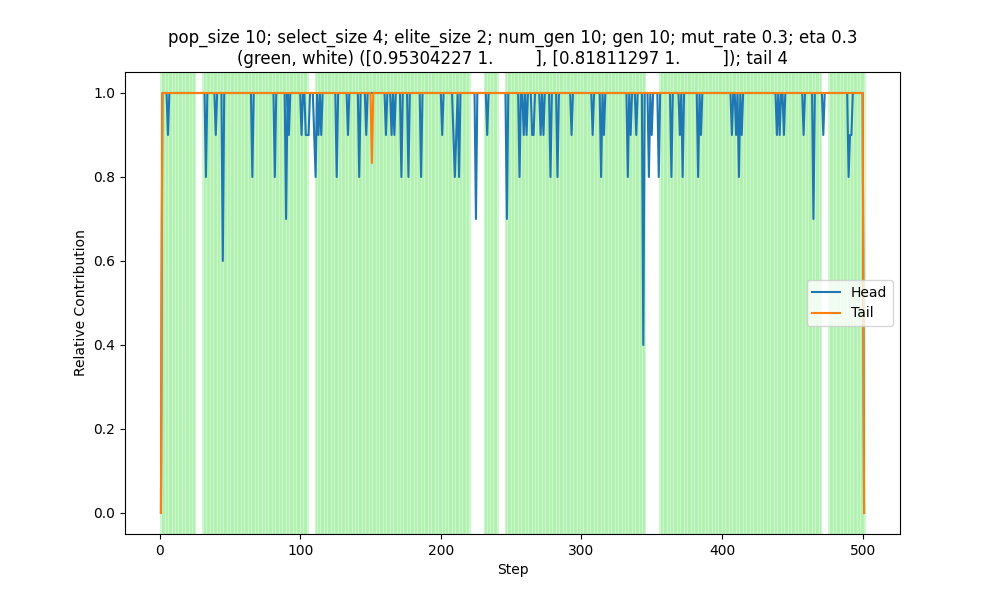 pop_size 10; select_size 4; elite_size 2; num_gen 10; gen 10; mut_rate 0.3; eta 0.3
(green, white) ([0.95304227 1.        ], [0.81811297 1.        ]); tail 4
1.0
0.8
0.6
0.4
0.2
0.0
Relative Contribution
Head
Tail
0
100
200
300
400
500
Step